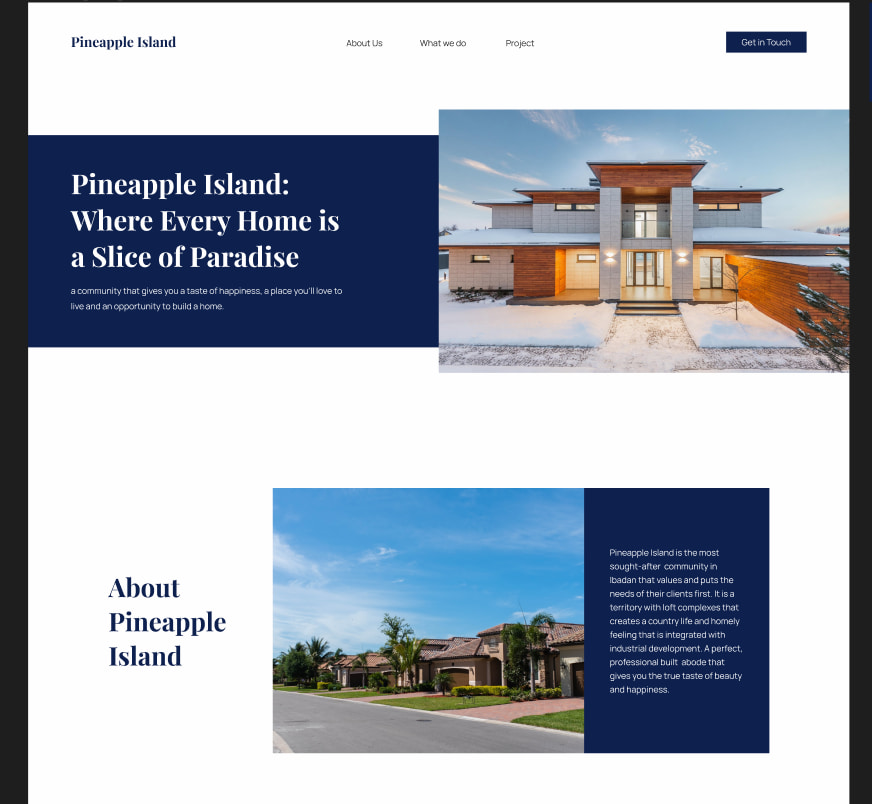 Pineapple Island
About Us
What we do
Project
Get in Touch
Pineapple Island:
Where Every Home is
a Slice of Paradise
a community that gives you a taste of happiness, a place you'll love to
live and an opportunity to build a home.
About
Pineapple
Island
Pineapple Island is the most
sought-after community in
Ibadan that values and puts the
needs of their clients first. It is a
territory with loft complexes that
creates a country life and homely
feeling that is integrated with
industrial development. A perfect,
professional built abode that
gives you the true taste of beauty
and happiness.